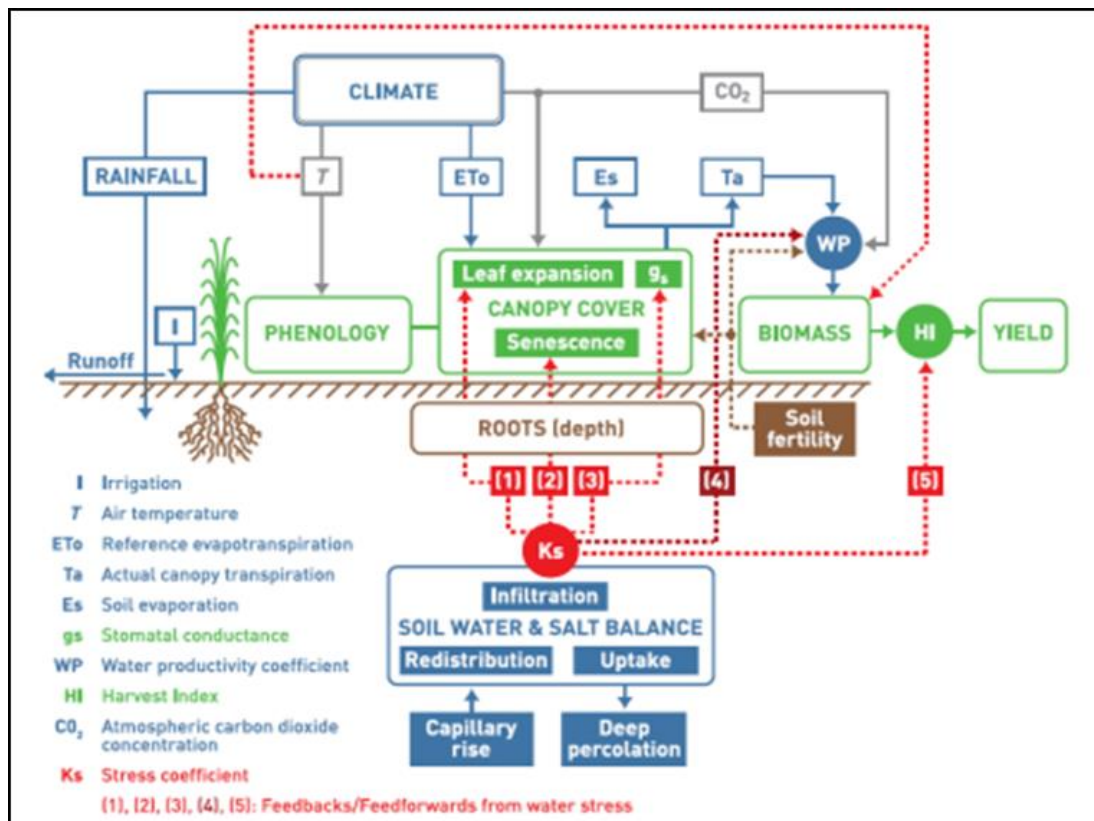 CLIMATE
CO₂
RAINFALL
T
ETo
Es
Ta
WP
Leaf expansion
gs
CANOPY COVER
Senescence
PHENOLOGY
BIOMASS
HI
YIELD
I
Runoff
ROOTS (depth)
Soil
fertility
(1)
(2)
(3)
(4)
(5)
Ks
Infiltration
SOIL WATER & SALT BALANCE
Redistribution
Uptake
Capillary
rise
Deep
percolation
I Irrigation
T Air temperature
ETo Reference evapotranspiration
Ta Actual canopy transpiration
Es Soil evaporation
gs Stomatal conductance
WP Water productivity coefficient
HI Harvest Index
CO₂ Atmospheric carbon dioxide
concentration
Ks Stress coefficient
(1), (2), (3), (4), (5): Feedbacks/Feedforwards from water stress